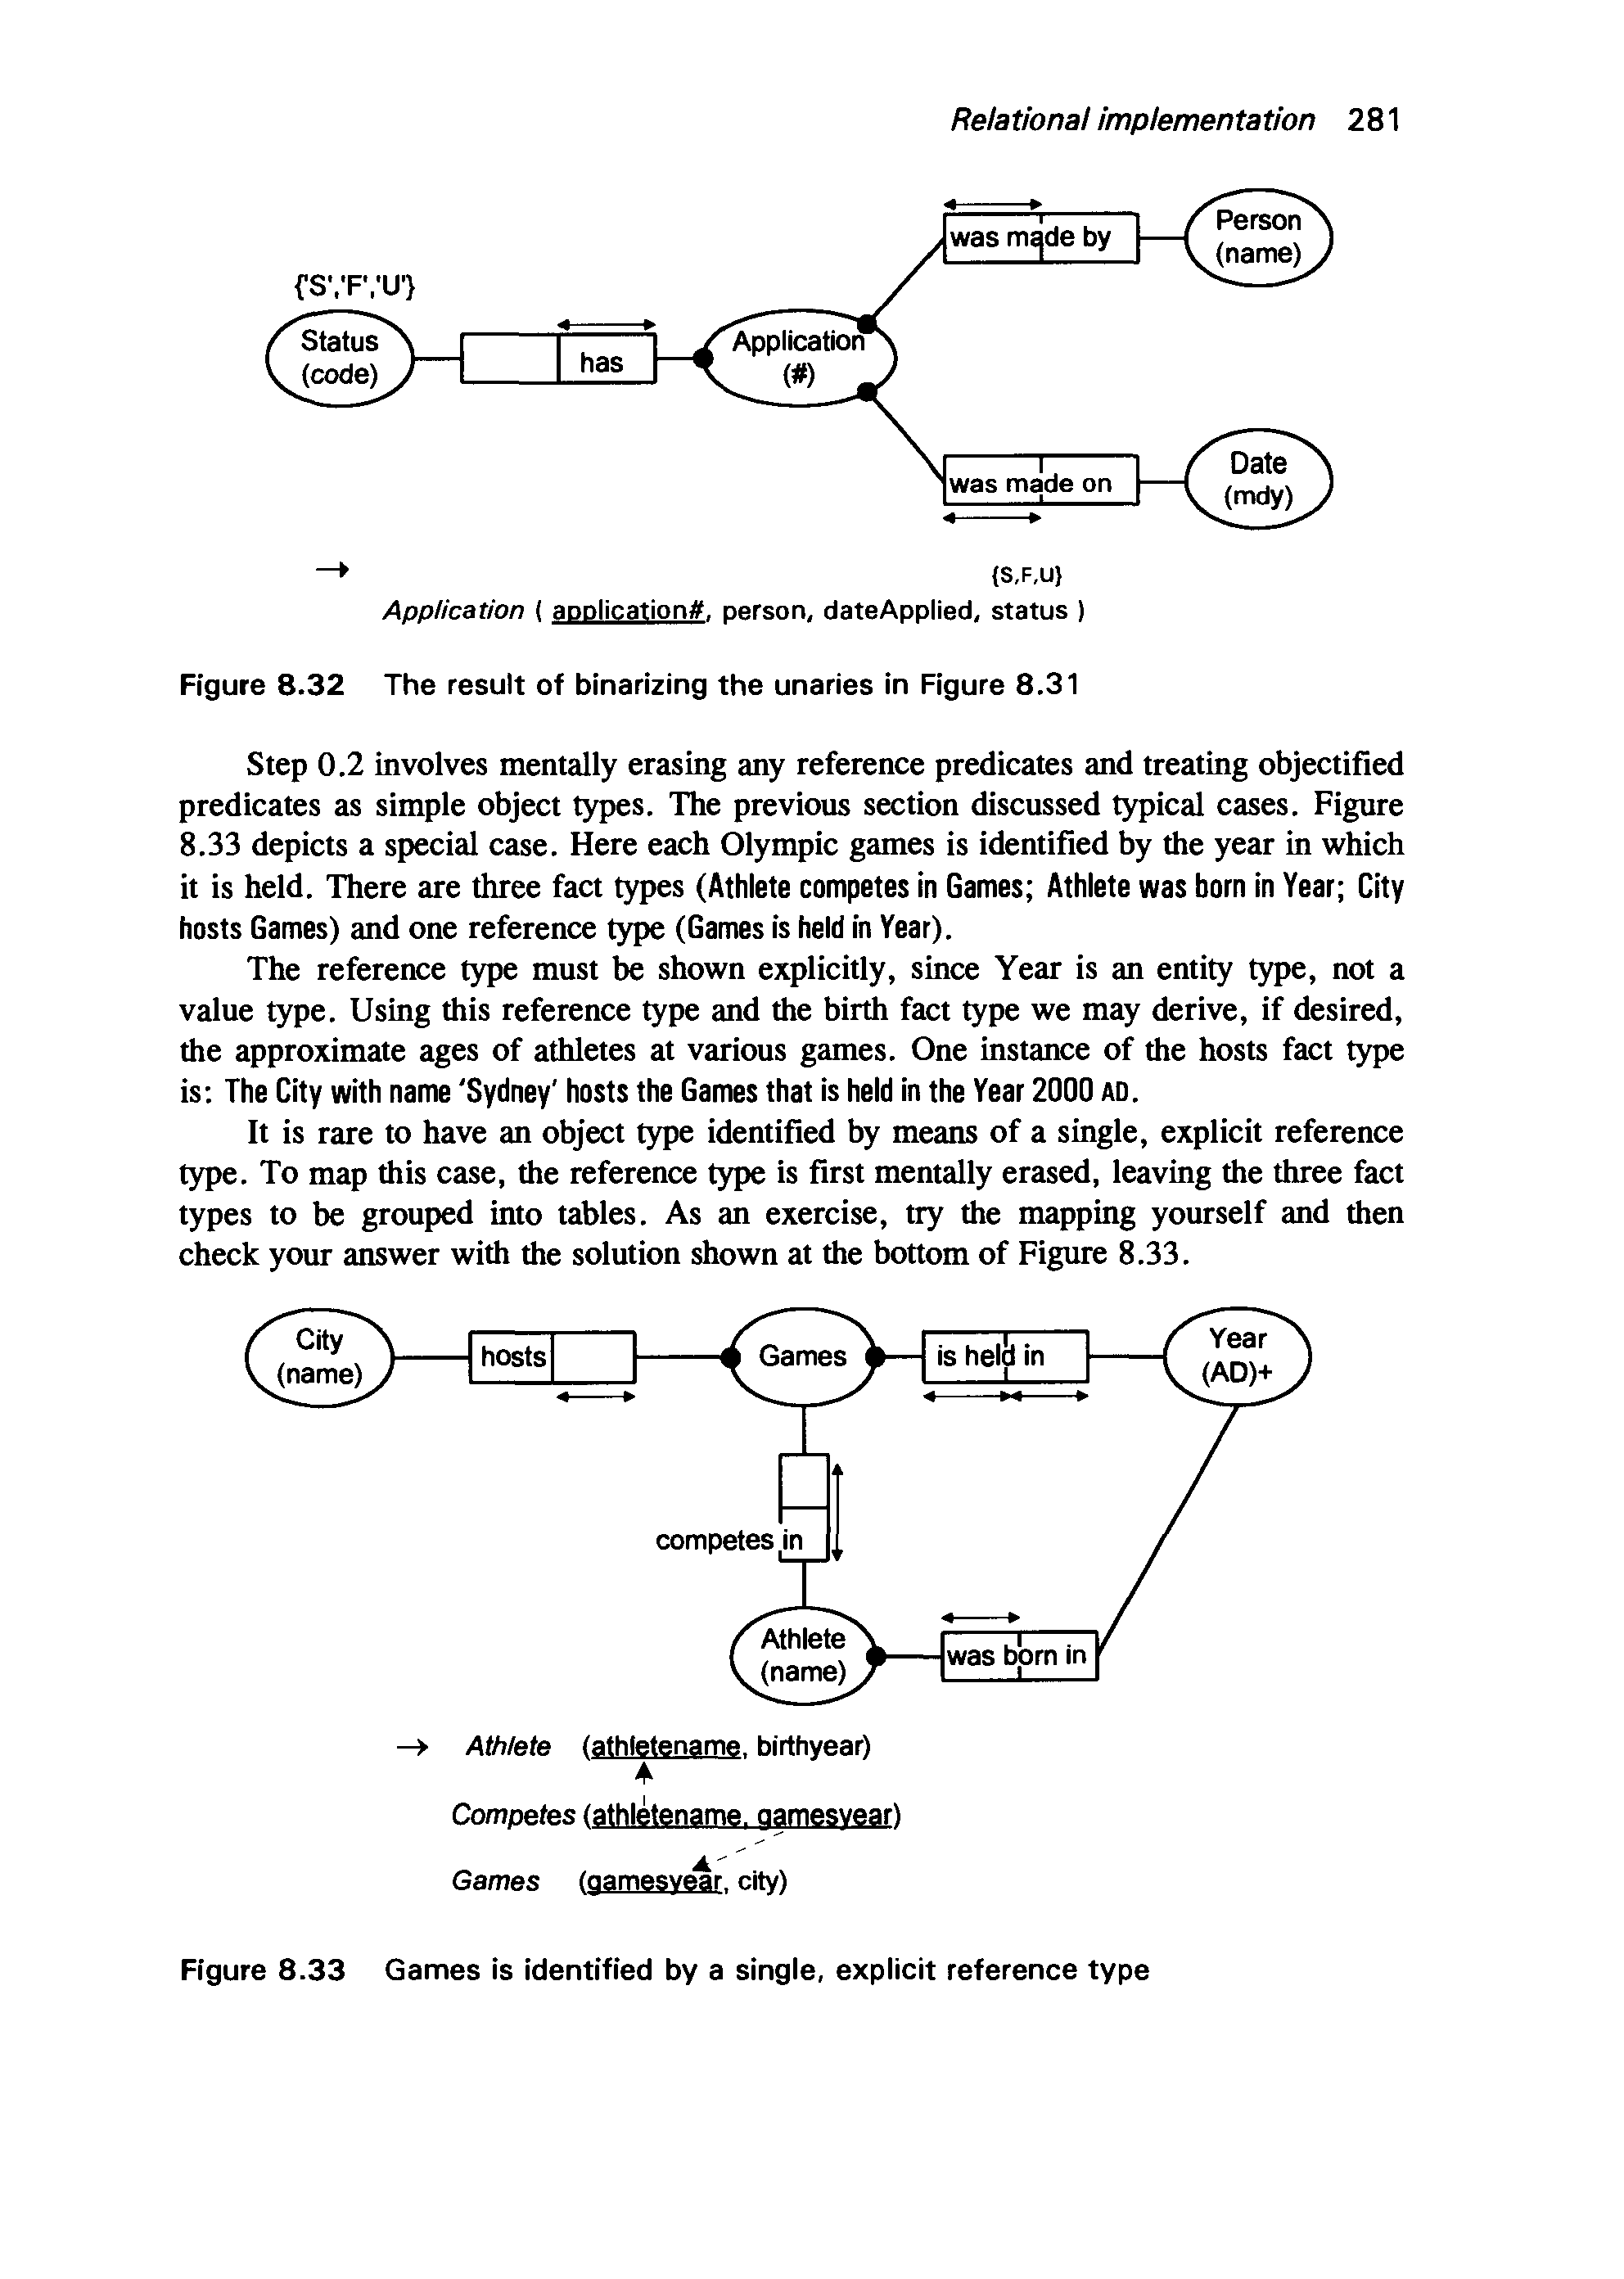 Relational implementation 281
was made by
Person
(name)
{'S','F','U'}
Status
(code)
has
Application
(#)
was made on
Date
(mdy)
→
{S,F,U}
Application ( application#, person, dateApplied, status )
Figure 8.32 The result of binarizing the unaries in Figure 8.31
Step 0.2 involves mentally erasing any reference predicates and treating objectified
predicates as simple object types. The previous section discussed typical cases. Figure
8.33 depicts a special case. Here each Olympic games is identified by the year in which
it is held. There are three fact types (Athlete competes in Games; Athlete was born in Year; City
hosts Games) and one reference type (Games is held in Year).
The reference type must be shown explicitly, since Year is an entity type, not a
value type. Using this reference type and the birth fact type we may derive, if desired,
the approximate ages of athletes at various games. One instance of the hosts fact type
is: The City with name 'Sydney' hosts the Games that is held in the Year 2000 AD.
It is rare to have an object type identified by means of a single, explicit reference
type. To map this case, the reference type is first mentally erased, leaving the three fact
types to be grouped into tables. As an exercise, try the mapping yourself and then
check your answer with the solution shown at the bottom of Figure 8.33.
City
(name)
hosts
Games
is held in
Year
(AD)+
competes in
Athlete
(name)
was born in
→ Athlete (athletename, birthyear)
Competes (athletename, gamesyear)
Games (gamesyear, city)
Figure 8.33 Games is identified by a single, explicit reference type